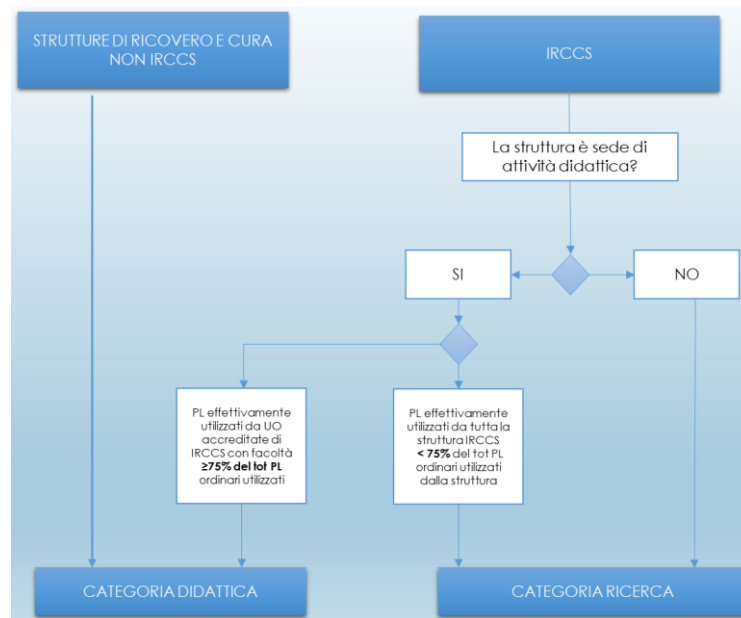 STRUTTURE DI RICOVERO E CURA
NON IRCCS
IRCCS
La struttura è sede di
attività didattica?
SI
NO
PL effettivamente
utilizzati da UO
accreditate di
IRCCS con facoltà
≥75% del tot PL
ordinari utilizzati
PL effettivamente
utilizzati da tutta la
struttura IRCCS
< 75% del tot PL
ordinari utilizzati
dalla struttura
CATEGORIA DIDATTICA
CATEGORIA RICERCA